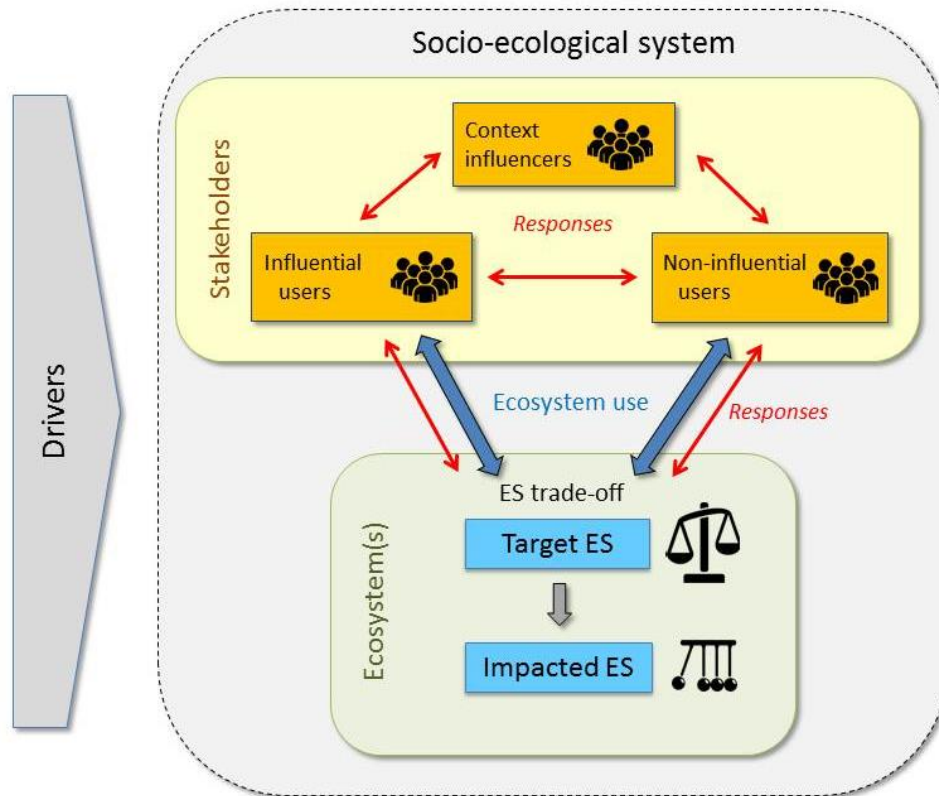 Socio-ecological system
Drivers
Stakeholders
Context
influencers
Responses
Influential
users
Non-influential
users
Ecosystem use
Responses
Ecosystem(s)
ES trade-off
Target ES
Impacted ES